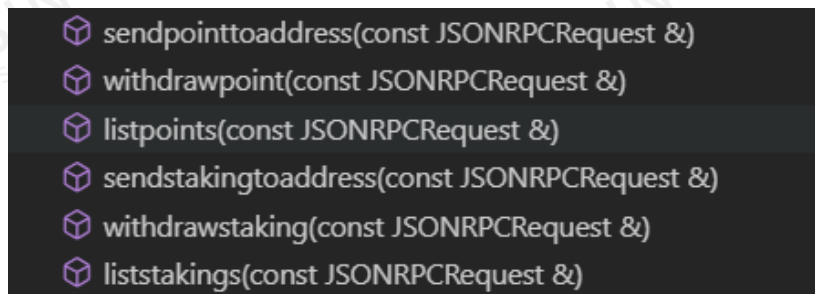 sendpointtoaddress(const JSONRPCRequest &)
withdrawpoint(const JSONRPCRequest &)
listpoints(const JSONRPCRequest &)
sendstakingtoaddress(const JSONRPCRequest &)
withdrawstaking(const JSONRPCRequest &)
liststakings(const JSONRPCRequest &)